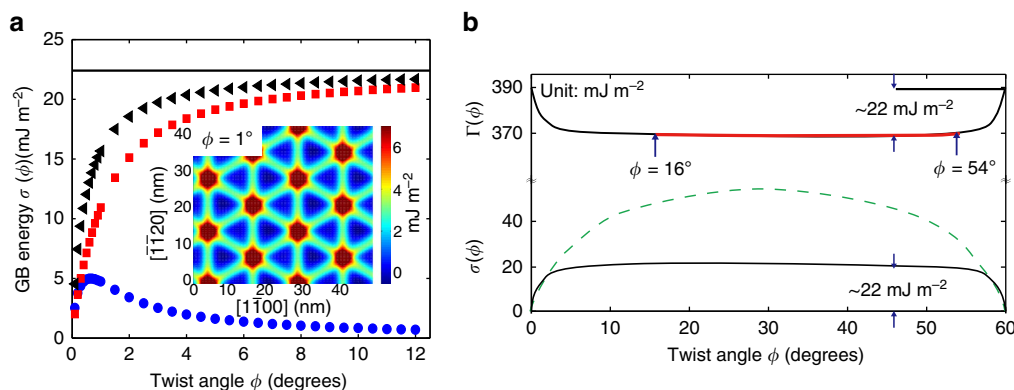 a
25
20
15
10
5
0
GB energy σ (ϕ)(mJ m⁻²)
0 2 4 6 8 10 12
Twist angle ϕ (degrees)
ϕ = 1°
40
30
20
10
0
[1̅1̅20] (nm)
0 10 20 30 40
[11̅00] (nm)
6
4
2
0
mJ m⁻²
b
Unit: mJ m⁻²
390
370
Γ(ϕ)
~22 mJ m⁻²
ϕ = 16°
ϕ = 54°
40
20
0
σ(ϕ)
~22 mJ m⁻²
0 10 20 30 40 50 60
Twist angle ϕ (degrees)